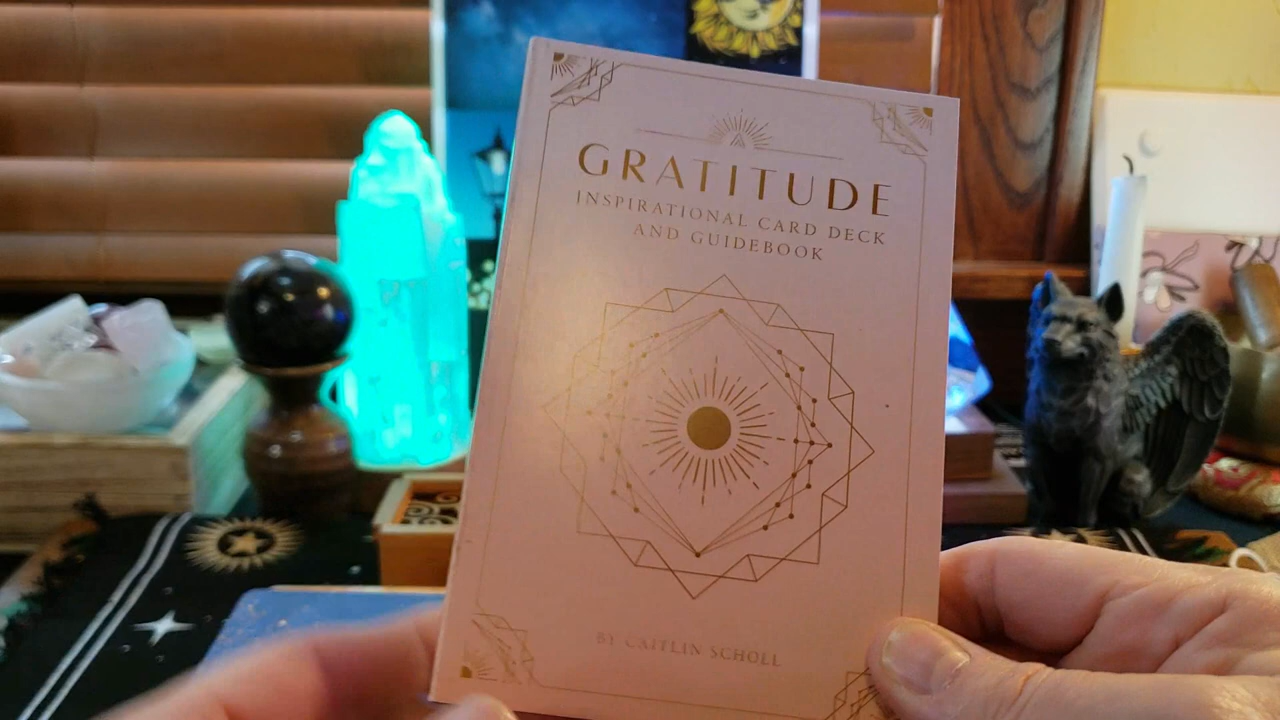 GRATITUDE
INSPIRATIONAL CARD DECK
AND GUIDEBOOK
BY CAITLIN SCHOLL